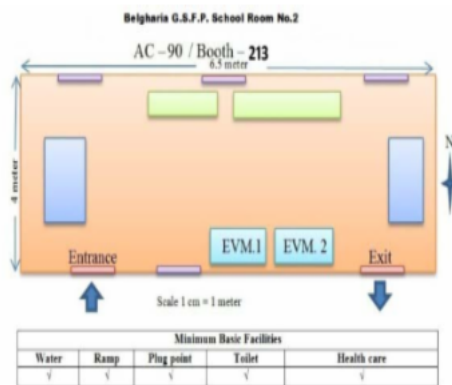 Belgharia G.S.F.P. School Room No.2
AC -90 / Booth - 213
6.5 meter
4 meter
N
EVM.1 EVM. 2
Entrance Exit
Scale 1 cm = 1 meter
Minimum Basic Facilities
Water Ramp Plug point Toilet Health care
√ √ √ √ √